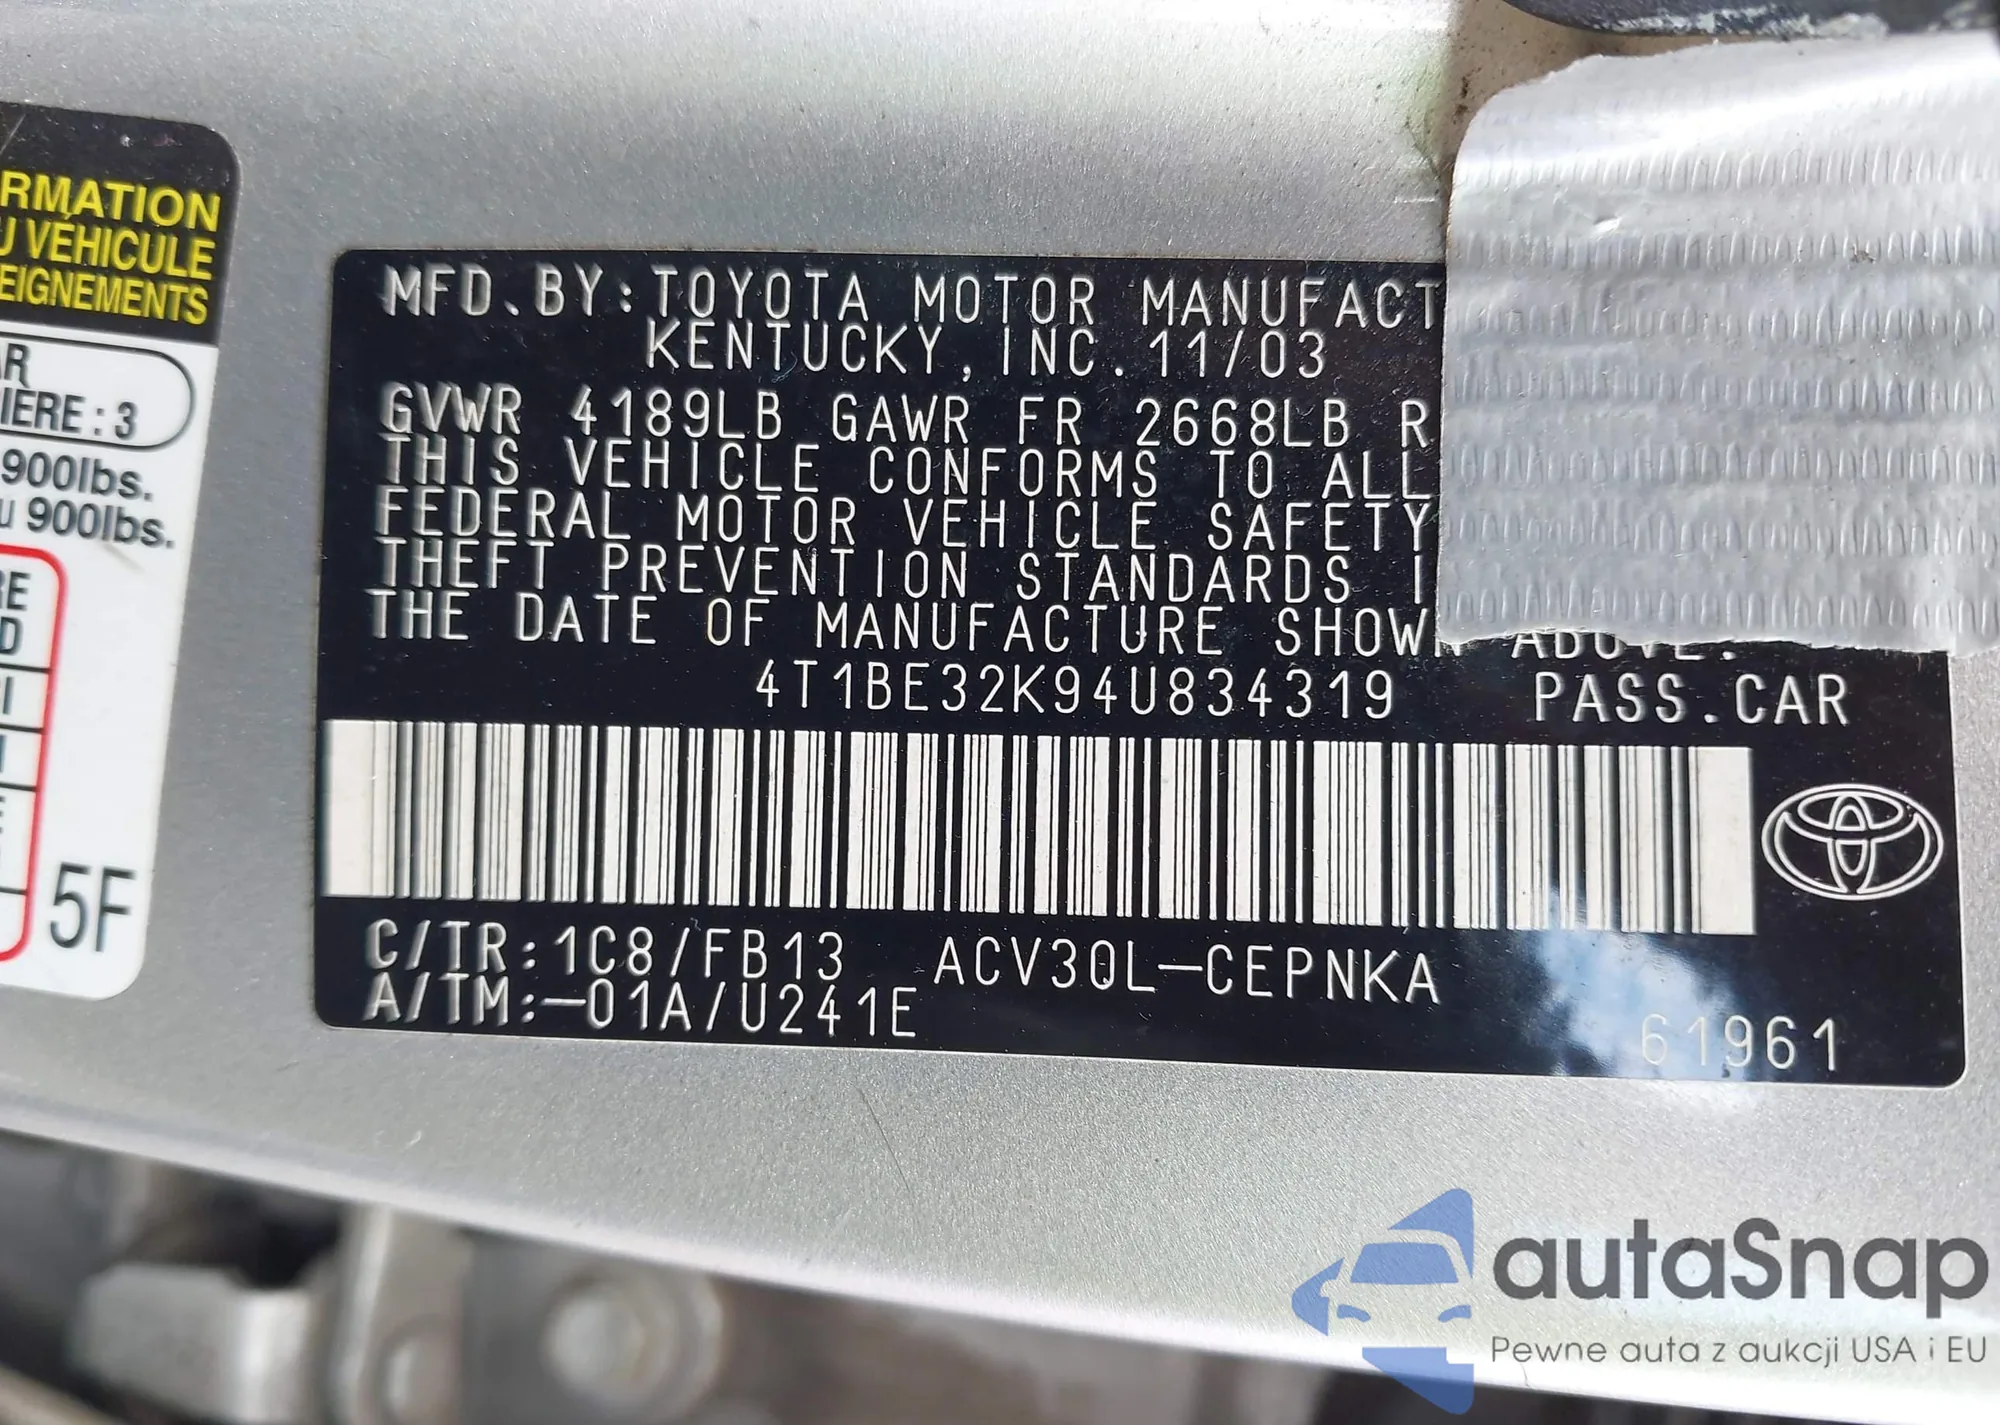 RMATION
U VÉHICULE
EIGNEMENTS
AR
IERE : 3
900lbs.
u 900lbs.
RE
D
5F
MFD.BY:TOYOTA MOTOR MANUFACT
KENTUCKY,INC.11/03
GVWR 4189LB GAWR FR 2668LB R
THIS VEHICLE CONFORMS TO ALL
FEDERAL MOTOR VEHICLE SAFETY
THEFT PREVENTION STANDARDS I
THE DATE OF MANUFACTURE SHOWN ABOVE.
4T1BE32K94U834319 PASS.CAR
C/TR:1C8/FB13 ACV30L-CEPNKA
A/TM:-01A/U241E
61961
autaSnap
Pewne auta z aukcji USA i EU